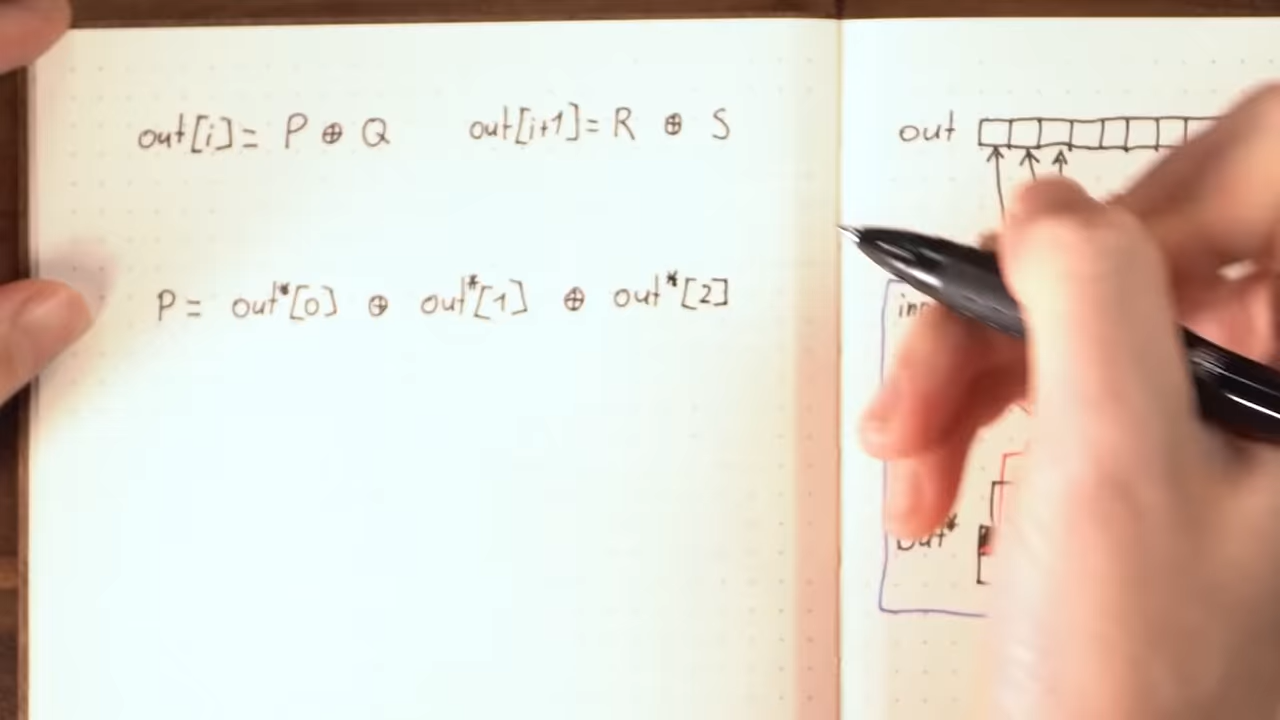 out[i]= P ⊕ Q
out[i+1]= R ⊕ S
P= out*[0] ⊕ out*[1] ⊕ out*[2]
out
out*